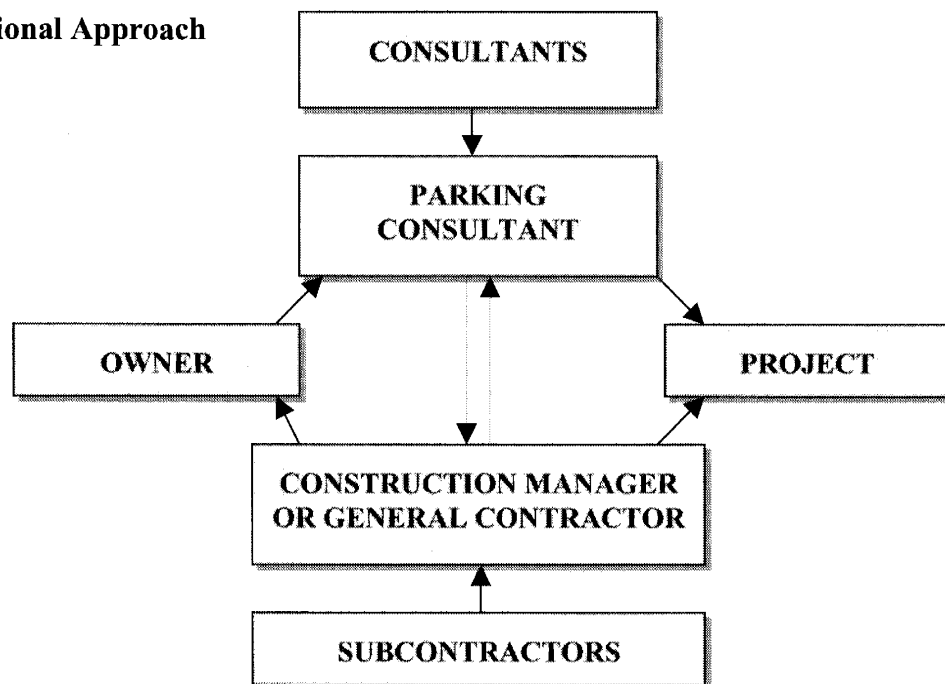 ional Approach
CONSULTANTS
PARKING
CONSULTANT
OWNER
PROJECT
CONSTRUCTION MANAGER
OR GENERAL CONTRACTOR
SUBCONTRACTORS